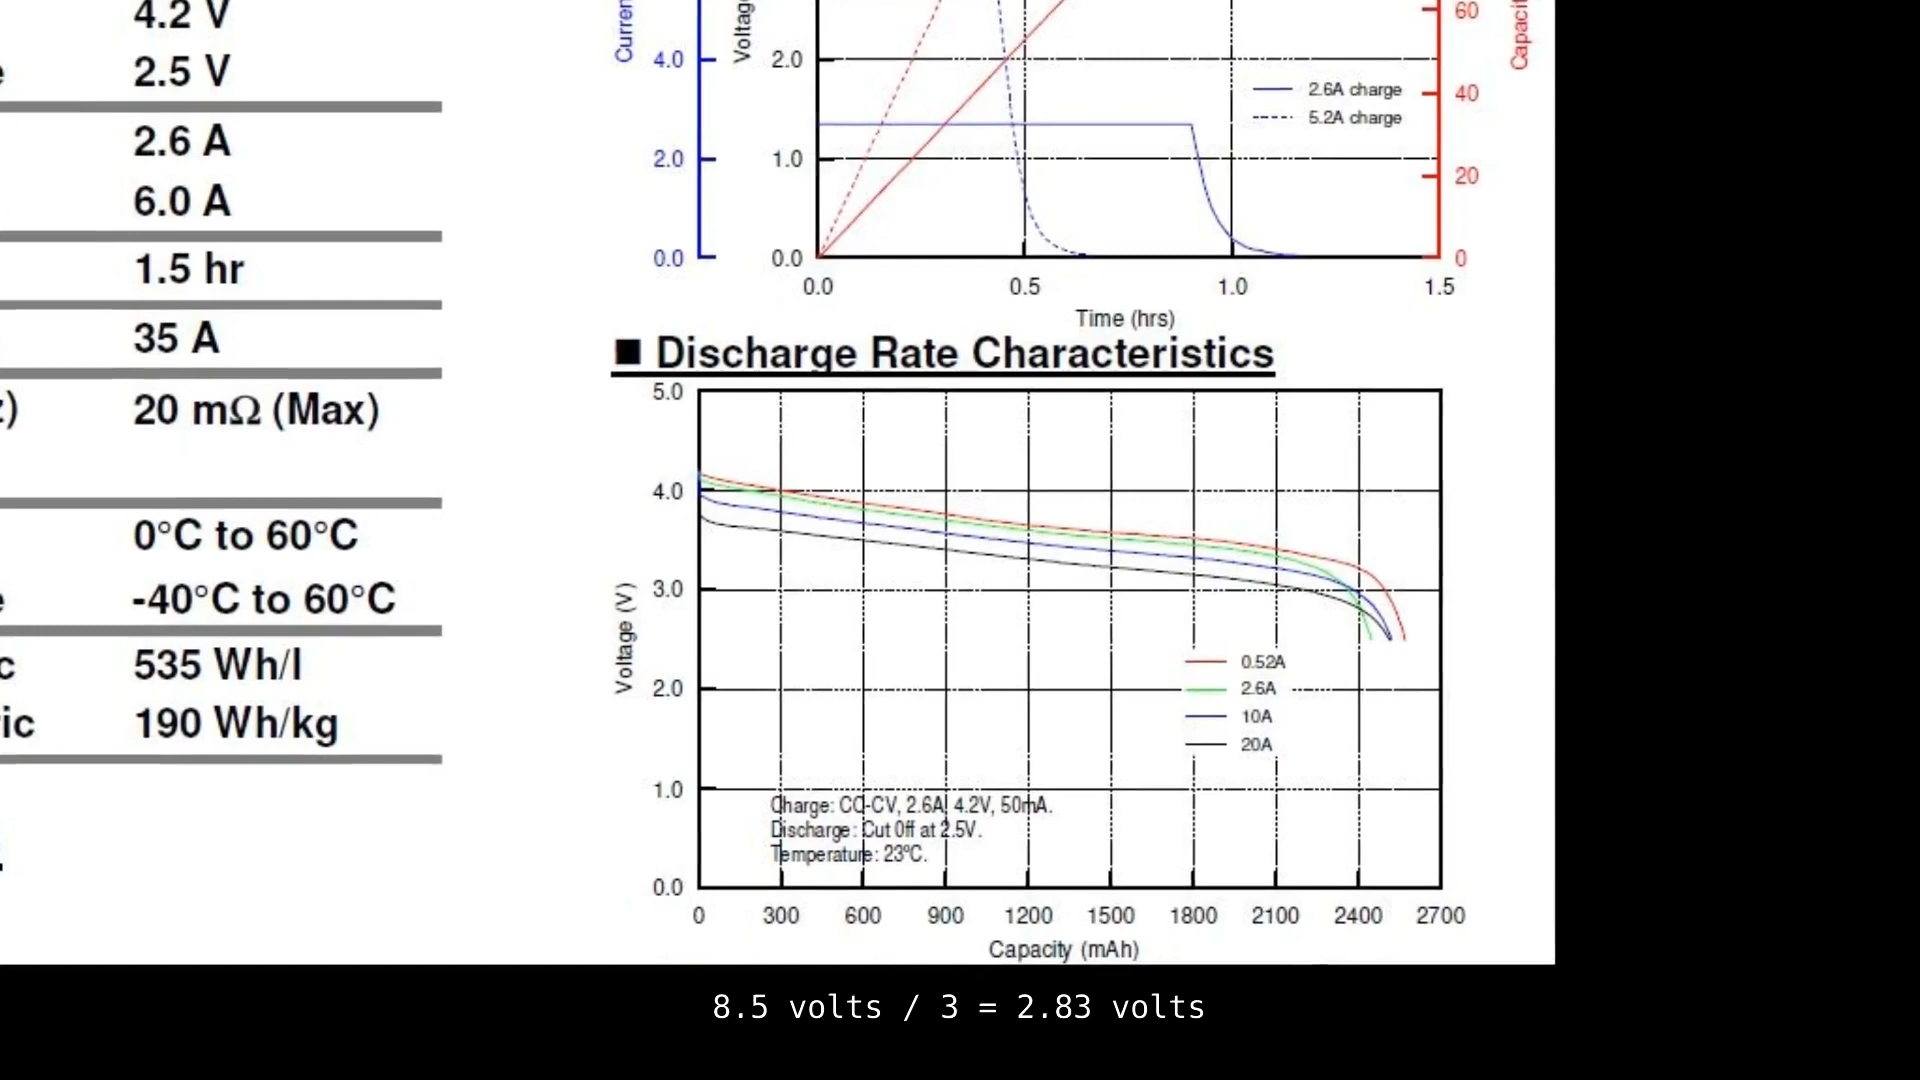 4.2 V
2.5 V
2.6 A
6.0 A
1.5 hr
35 A
z) 20 mΩ (Max)
0°C to 60°C
e -40°C to 60°C
c 535 Wh/l
ric 190 Wh/kg
4.0
2.0
0.0
2.0
1.0
0.0
60
40
20
0
2.6A charge
5.2A charge
0.0 0.5 1.0 1.5
Time (hrs)
■ Discharge Rate Characteristics
5.0
4.0
3.0
2.0
1.0
0.0
Voltage (V)
0.52A
2.6A
10A
20A
Charge: CC-CV, 2.6A, 4.2V, 50mA.
Discharge: Cut Off at 2.5V.
Temperature: 23°C.
0 300 600 900 1200 1500 1800 2100 2400 2700
Capacity (mAh)
8.5 volts / 3 = 2.83 volts